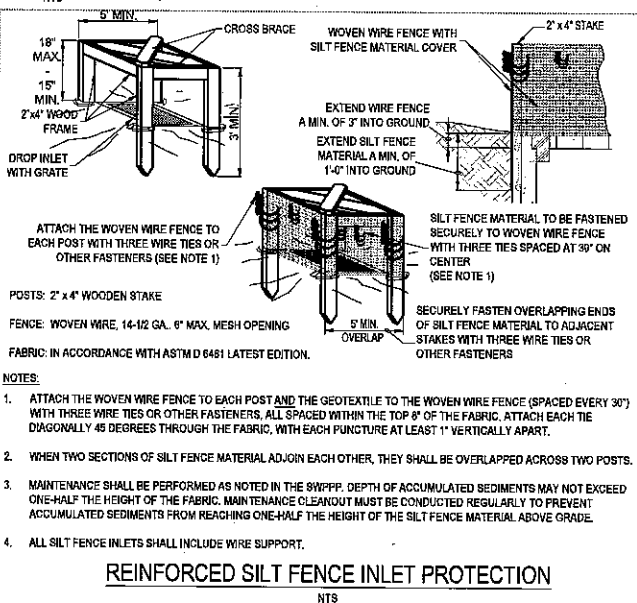 NTS
5' MIN.
CROSS BRACE
18"
MAX.
-
15"
MIN.
2"x4" WOOD
FRAME
3' MIN.
DROP INLET
WITH GRATE
WOVEN WIRE FENCE WITH
SILT FENCE MATERIAL COVER
2" x 4" STAKE
EXTEND WIRE FENCE
A MIN. OF 3" INTO GROUND
EXTEND SILT FENCE
MATERIAL A MIN. OF
1'-0" INTO GROUND
ATTACH THE WOVEN WIRE FENCE TO
EACH POST WITH THREE WIRE TIES OR
OTHER FASTENERS (SEE NOTE 1)
SILT FENCE MATERIAL TO BE FASTENED
SECURELY TO WOVEN WIRE FENCE
WITH THREE TIES SPACED AT 30" ON
CENTER
(SEE NOTE 1)
POSTS: 2" x 4" WOODEN STAKE
FENCE: WOVEN WIRE, 14-1/2 GA., 6" MAX. MESH OPENING
FABRIC: IN ACCORDANCE WITH ASTM D 6461 LATEST EDITION.
5' MIN.
OVERLAP
SECURELY FASTEN OVERLAPPING ENDS
OF SILT FENCE MATERIAL TO ADJACENT
STAKES WITH THREE WIRE TIES OR
OTHER FASTENERS
NOTES:
1. ATTACH THE WOVEN WIRE FENCE TO EACH POST AND THE GEOTEXTILE TO THE WOVEN WIRE FENCE (SPACED EVERY 30")
WITH THREE WIRE TIES OR OTHER FASTENERS, ALL SPACED WITHIN THE TOP 8" OF THE FABRIC. ATTACH EACH TIE
DIAGONALLY 45 DEGREES THROUGH THE FABRIC, WITH EACH PUNCTURE AT LEAST 1" VERTICALLY APART.
2. WHEN TWO SECTIONS OF SILT FENCE MATERIAL ADJOIN EACH OTHER, THEY SHALL BE OVERLAPPED ACROSS TWO POSTS.
3. MAINTENANCE SHALL BE PERFORMED AS NOTED IN THE SWPPP. DEPTH OF ACCUMULATED SEDIMENTS MAY NOT EXCEED
ONE-HALF THE HEIGHT OF THE FABRIC. MAINTENANCE CLEANOUT MUST BE CONDUCTED REGULARLY TO PREVENT
ACCUMULATED SEDIMENTS FROM REACHING ONE-HALF THE HEIGHT OF THE SILT FENCE MATERIAL ABOVE GRADE.
4. ALL SILT FENCE INLETS SHALL INCLUDE WIRE SUPPORT.
REINFORCED SILT FENCE INLET PROTECTION
NTS